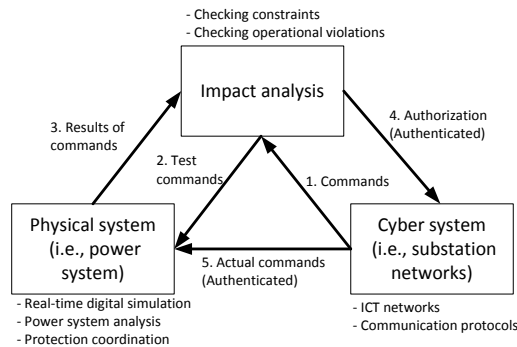 - Checking constraints
- Checking operational violations
Impact analysis
3. Results of
commands
4. Authorization
(Authenticated)
2. Test
commands
1. Commands
Physical system
(i.e., power
system)
Cyber system
(i.e., substation
networks)
5. Actual commands
(Authenticated)
- Real-time digital simulation
- Power system analysis
- Protection coordination
- ICT networks
- Communication protocols